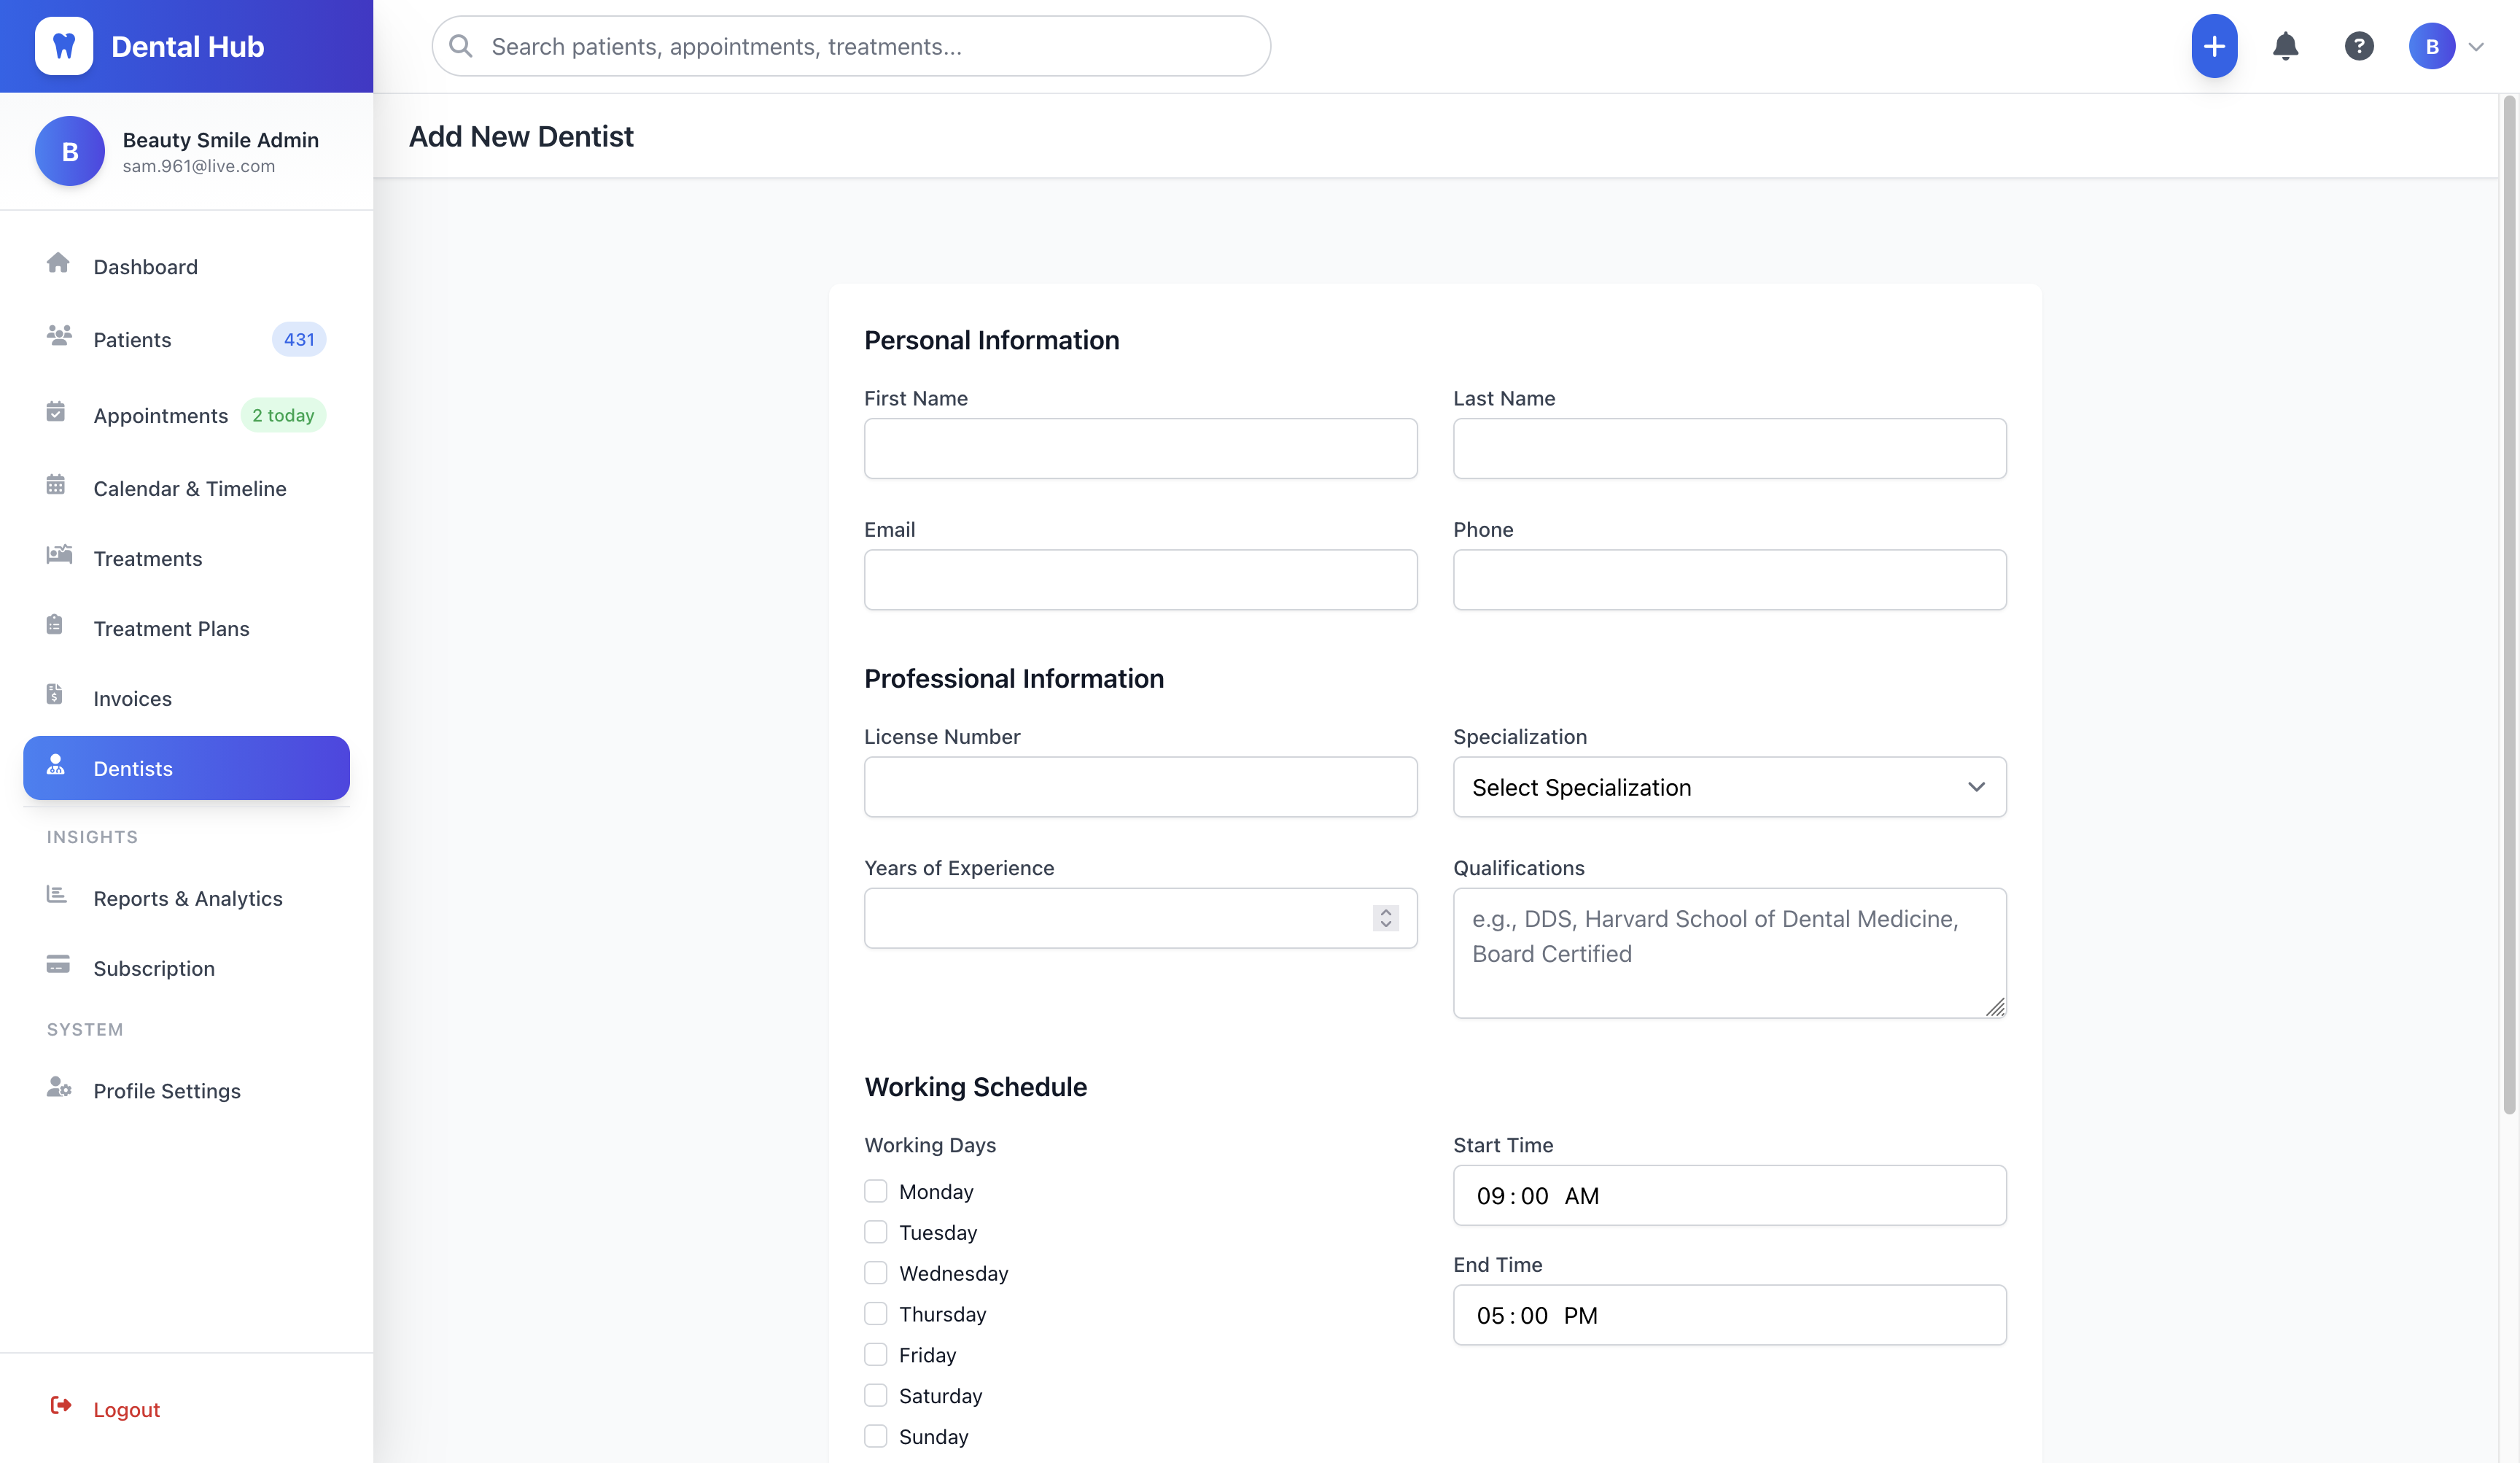 Dental Hub
Search patients, appointments, treatments...
?
B
B
Beauty Smile Admin
sam.961@live.com
Dashboard
Patients 431
Appointments 2 today
Calendar & Timeline
Treatments
Treatment Plans
Invoices
Dentists
INSIGHTS
Reports & Analytics
Subscription
SYSTEM
Profile Settings
Logout
Add New Dentist
Personal Information
First Name
Last Name
Email
Phone
Professional Information
License Number
Specialization
Select Specialization
Years of Experience
Qualifications
e.g., DDS, Harvard School of Dental Medicine,
Board Certified
Working Schedule
Working Days
Monday
Tuesday
Wednesday
Thursday
Friday
Saturday
Sunday
Start Time
09:00 AM
End Time
05:00 PM